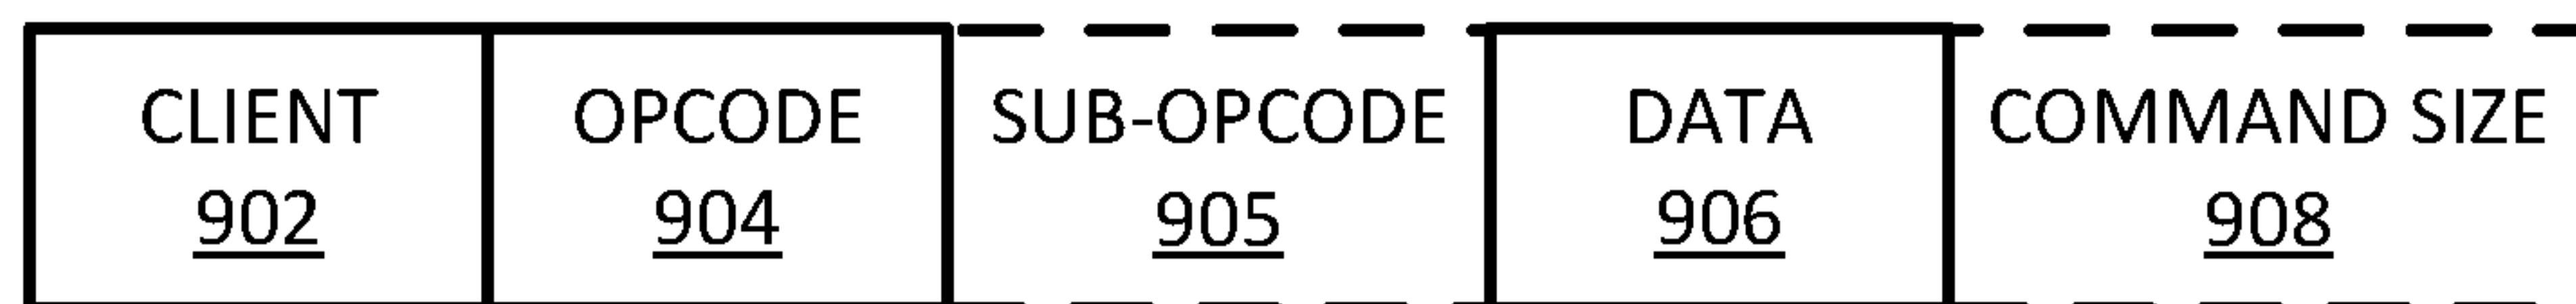 CLIENT OPCODE SUB-OPCODE DATA COMMAND SIZE
902 904 905 906 908